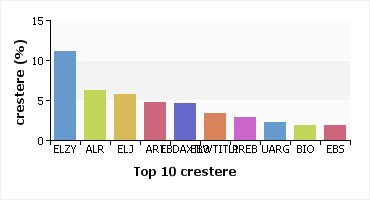 15
10
5
0
crestere (%)
ELZY ALR ELJ PREB UARG BIO EBS
Top 10 crestere